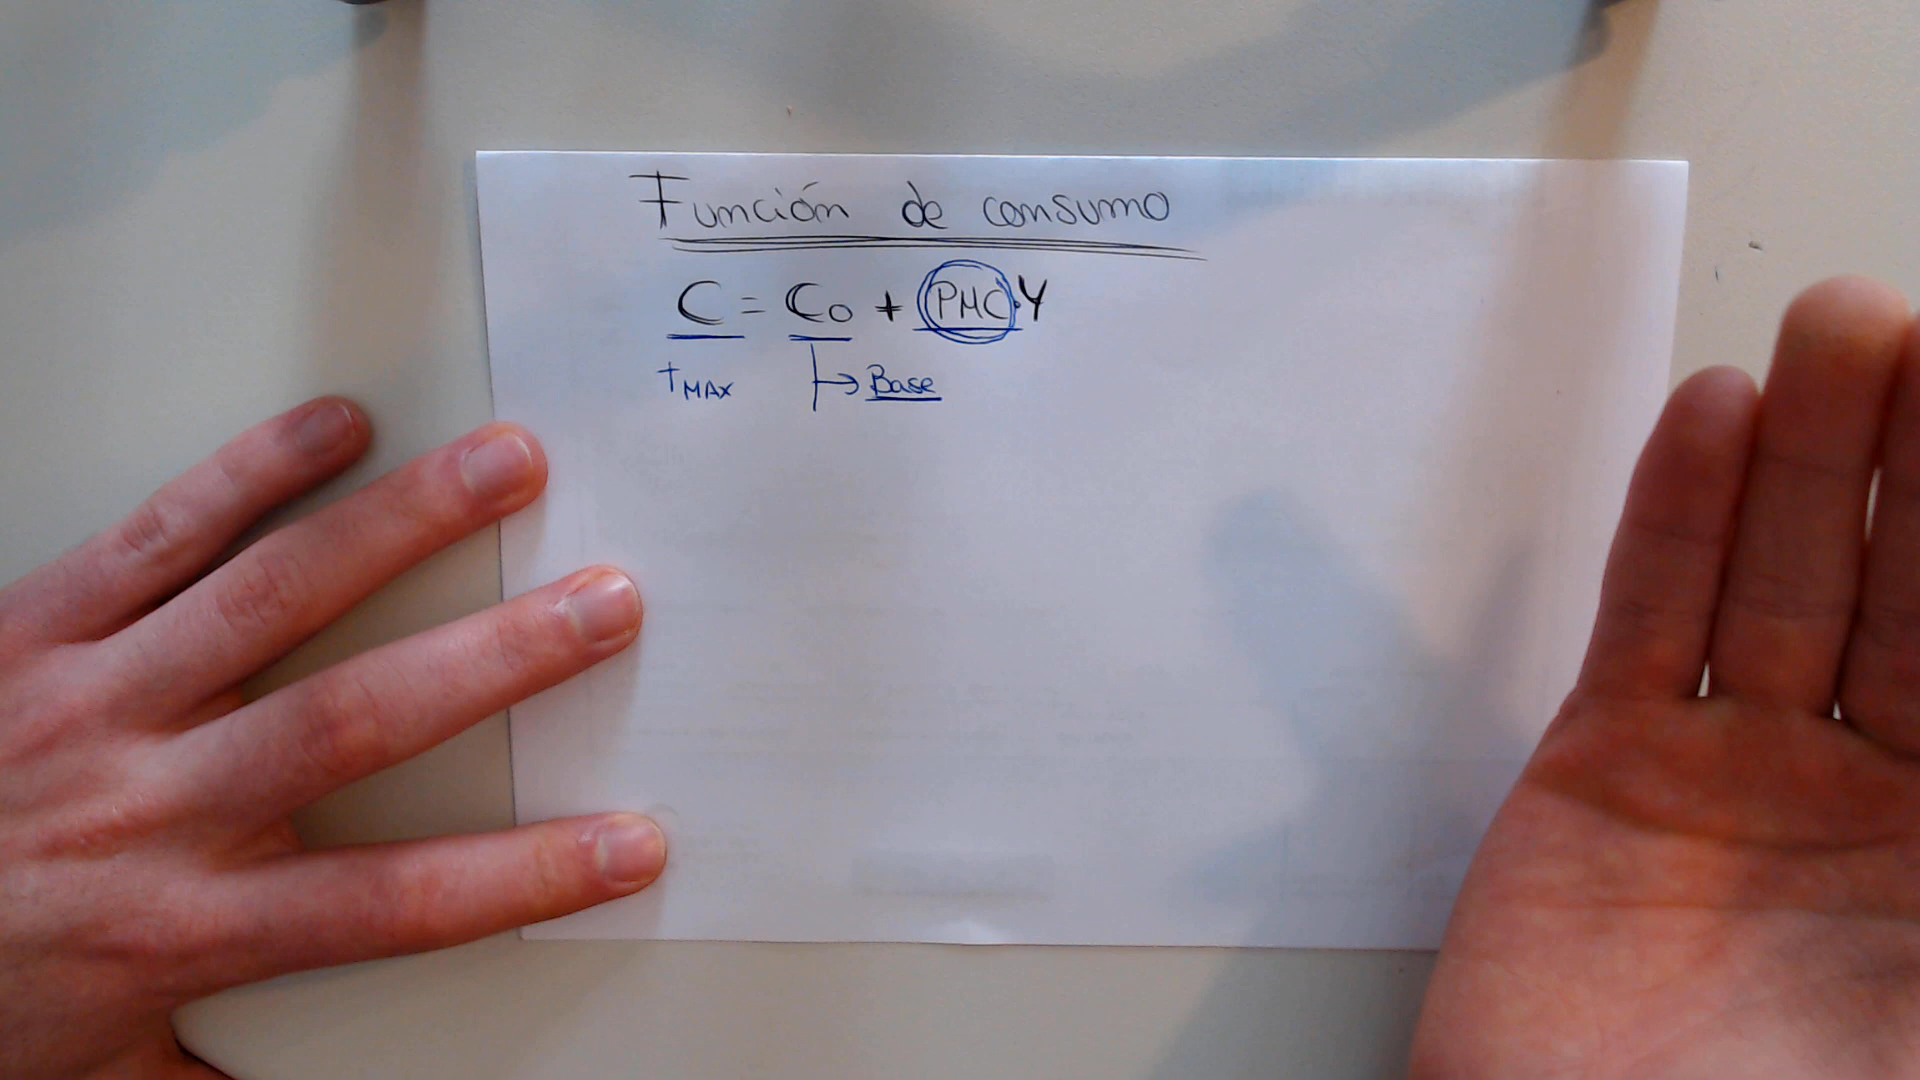 Función de consumo
C = C₀ + PMC·Y
†MAX Base